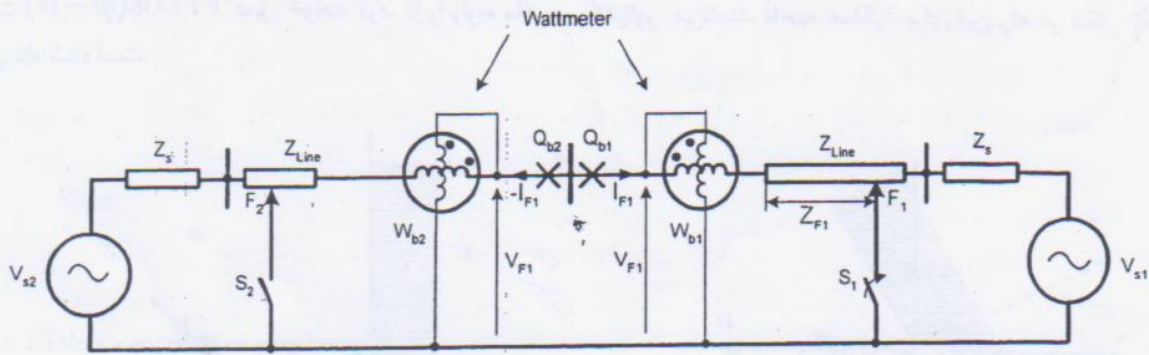 Wattmeter
Z_s
Z_Line
Q_b2
Q_b1
Z_Line
Z_s
F_2
-I_F1
I_F1
F_1
W_b2
W_b1
Z_F1
V_s2
S_2
V_F1
V_F1
S_1
V_s1